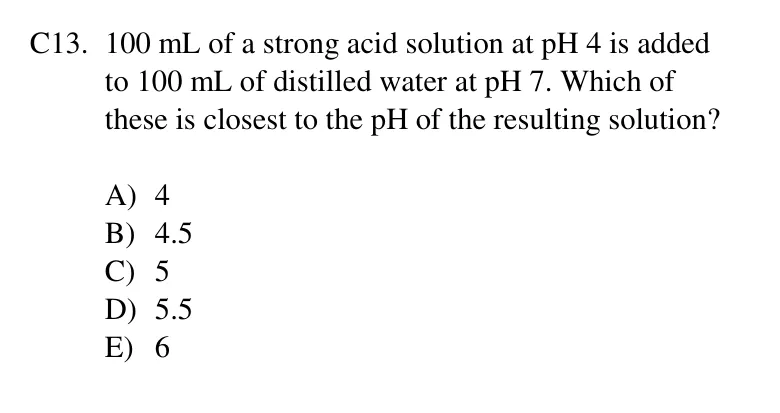 C13. 100 mL of a strong acid solution at pH 4 is added
to 100 mL of distilled water at pH 7. Which of
these is closest to the pH of the resulting solution?
A) 4
B) 4.5
C) 5
D) 5.5
E) 6